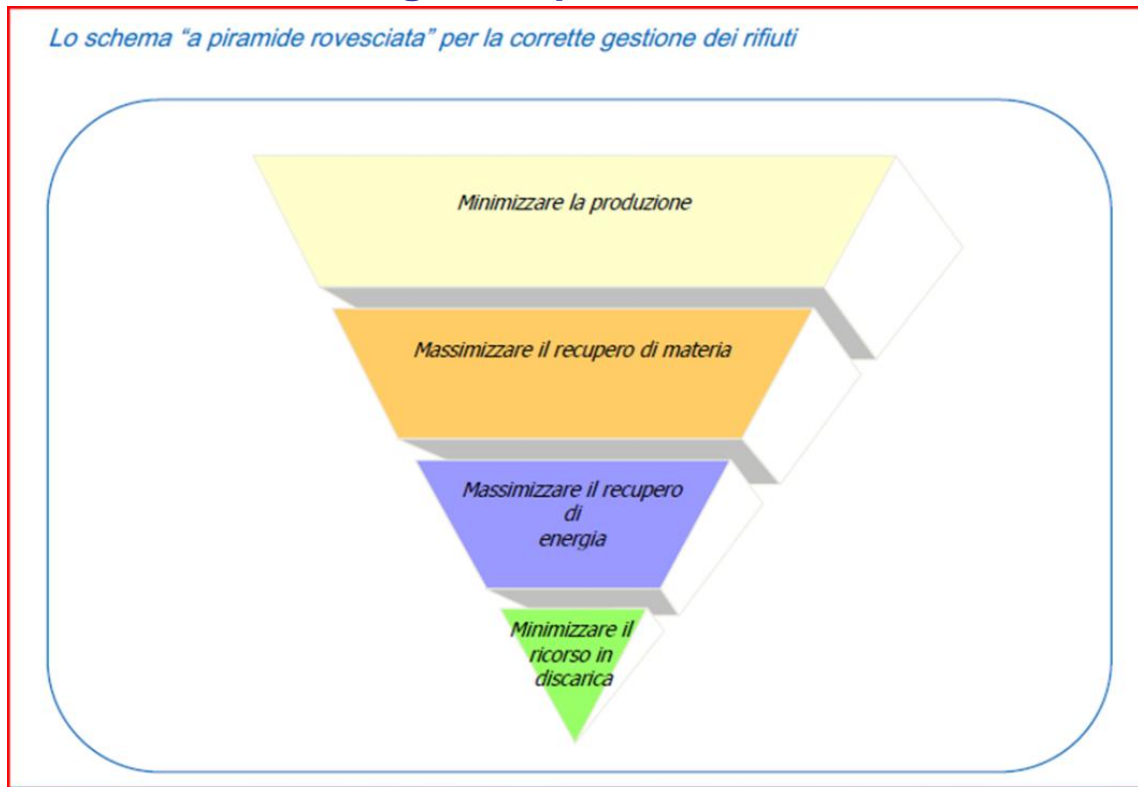 Lo schema “a piramide rovesciata” per la corrette gestione dei rifiuti
Minimizzare la produzione
Massimizzare il recupero di materia
Massimizzare il recupero
di
energia
Minimizzare il
ricorso in
discarica